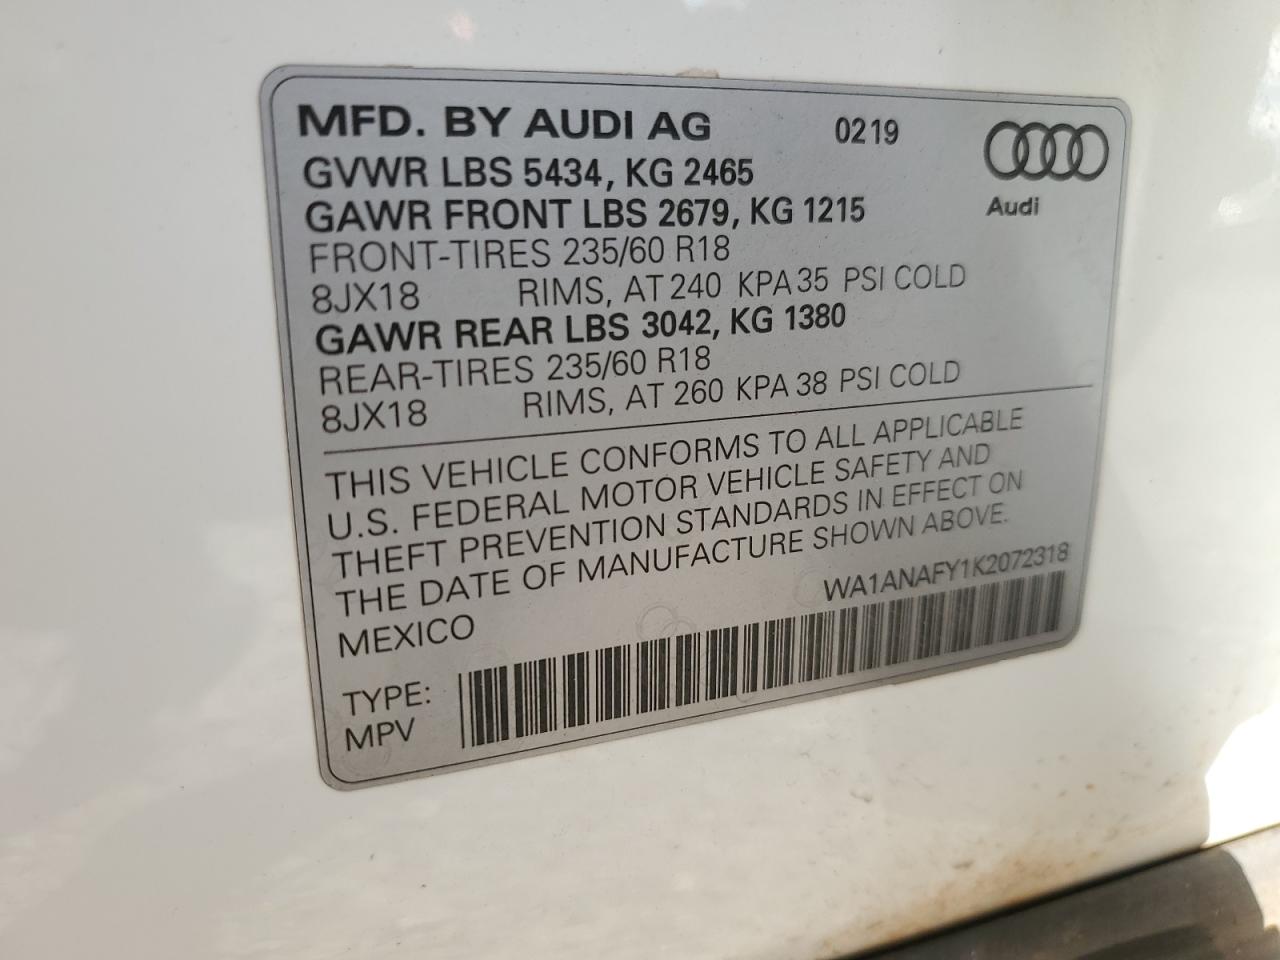 MFD. BY AUDI AG 0219
GVWR LBS 5434, KG 2465
GAWR FRONT LBS 2679, KG 1215
Audi
FRONT-TIRES 235/60 R18
8JX18 RIMS, AT 240 KPA 35 PSI COLD
GAWR REAR LBS 3042, KG 1380
REAR-TIRES 235/60 R18
8JX18 RIMS, AT 260 KPA 38 PSI COLD
THIS VEHICLE CONFORMS TO ALL APPLICABLE
U.S. FEDERAL MOTOR VEHICLE SAFETY AND
THEFT PREVENTION STANDARDS IN EFFECT ON
THE DATE OF MANUFACTURE SHOWN ABOVE.
MEXICO WA1ANAFY1K2072318
TYPE:
MPV